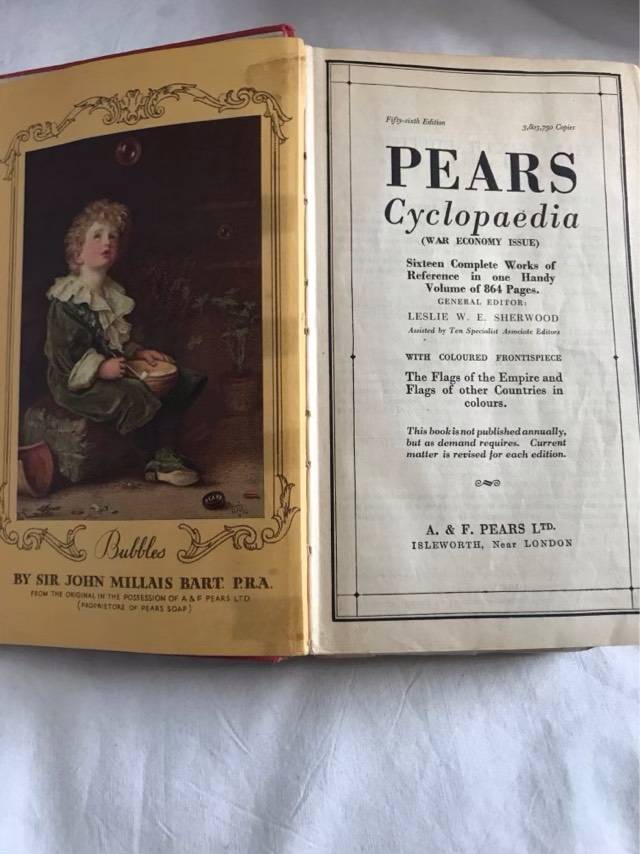 Bubbles
BY SIR JOHN MILLAIS BART. P.R.A.
FROM THE ORIGINAL IN THE POSSESSION OF A & F PEARS LTD
(PROPRIETORS OF PEARS SOAP)
Fifty-sixth Edition
3,803,750 Copies
PEARS
Cyclopaedia
(WAR ECONOMY ISSUE)
Sixteen Complete Works of
Reference in one Handy
Volume of 864 Pages.
GENERAL EDITOR:
LESLIE W. E. SHERWOOD
Assisted by Ten Specialist Associate Editors
WITH COLOURED FRONTISPIECE
The Flags of the Empire and
Flags of other Countries in
colours.
This book is not published annually,
but as demand requires. Current
matter is revised for each edition.
A. & F. PEARS LTD.
ISLEWORTH, Near LONDON